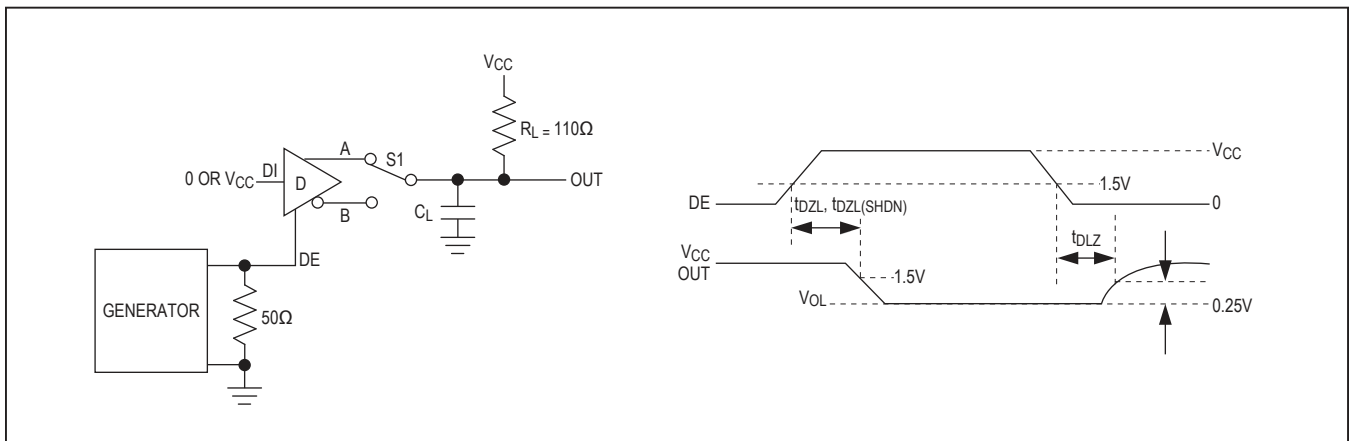 VCC
RL = 110Ω
A
S1
0 OR VCC
DI
D
OUT
B
CL
DE
GENERATOR
50Ω
VCC
1.5V
DE
0
tDZL, tDZL(SHDN)
tDLZ
VCC
OUT
1.5V
VOL
0.25V